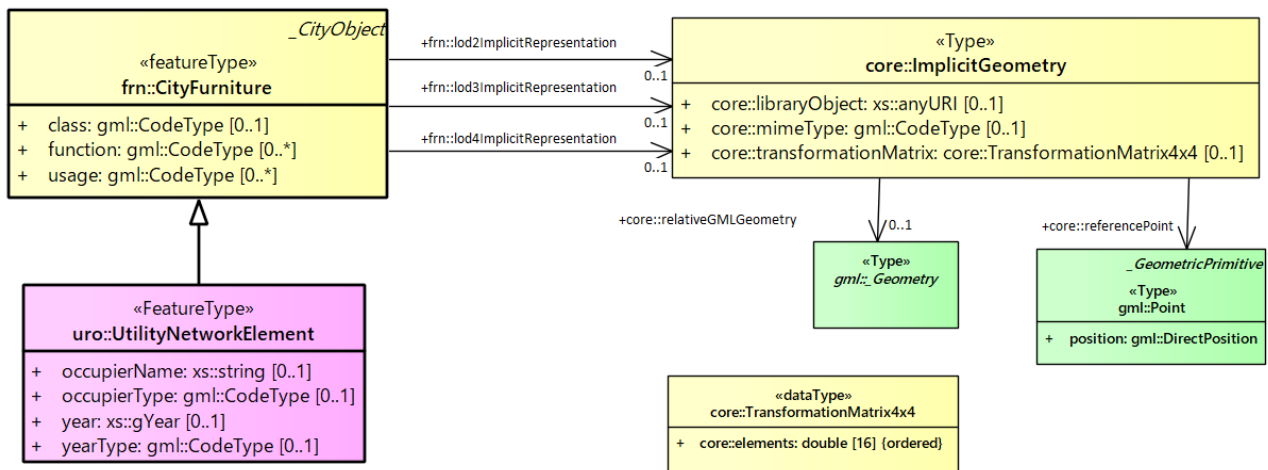 _CityObject
«featureType»
frn::CityFurniture
+ class: gml::CodeType [0..1]
+ function: gml::CodeType [0..*]
+ usage: gml::CodeType [0..*]
+frn::lod2ImplicitRepresentation
0..1
+frn::lod3ImplicitRepresentation
0..1
+frn::lod4ImplicitRepresentation
0..1
«Type»
core::ImplicitGeometry
+ core::libraryObject: xs::anyURI [0..1]
+ core::mimeType: gml::CodeType [0..1]
+ core::transformationMatrix: core::TransformationMatrix4x4 [0..1]
+core::relativeGMLGeometry
0..1
+core::referencePoint
«Type»
gml::_Geometry
_GeometricPrimitive
«Type»
gml::Point
+ position: gml::DirectPosition
«FeatureType»
uro::UtilityNetworkElement
+ occupierName: xs::string [0..1]
+ occupierType: gml::CodeType [0..1]
+ year: xs::gYear [0..1]
+ yearType: gml::CodeType [0..1]
«dataType»
core::TransformationMatrix4x4
+ core::elements: double [16] {ordered}